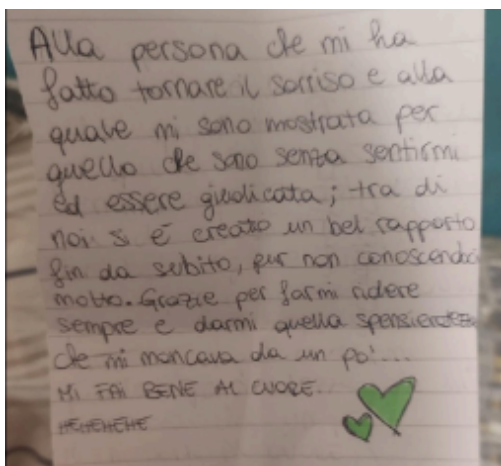 Alla persona che mi ha
fatto tornare il sorriso e alla
quale mi sono mostrata per
quello che sono senza sentirmi
ed essere giudicata; tra di
noi si è creato un bel rapporto
fin da subito, pur non conoscendoci
molto. Grazie per farmi ridere
sempre e darmi quella spensieratezza
che mi mancava da un po'...
MI FAI BENE AL CUORE...
HEHEHEHE